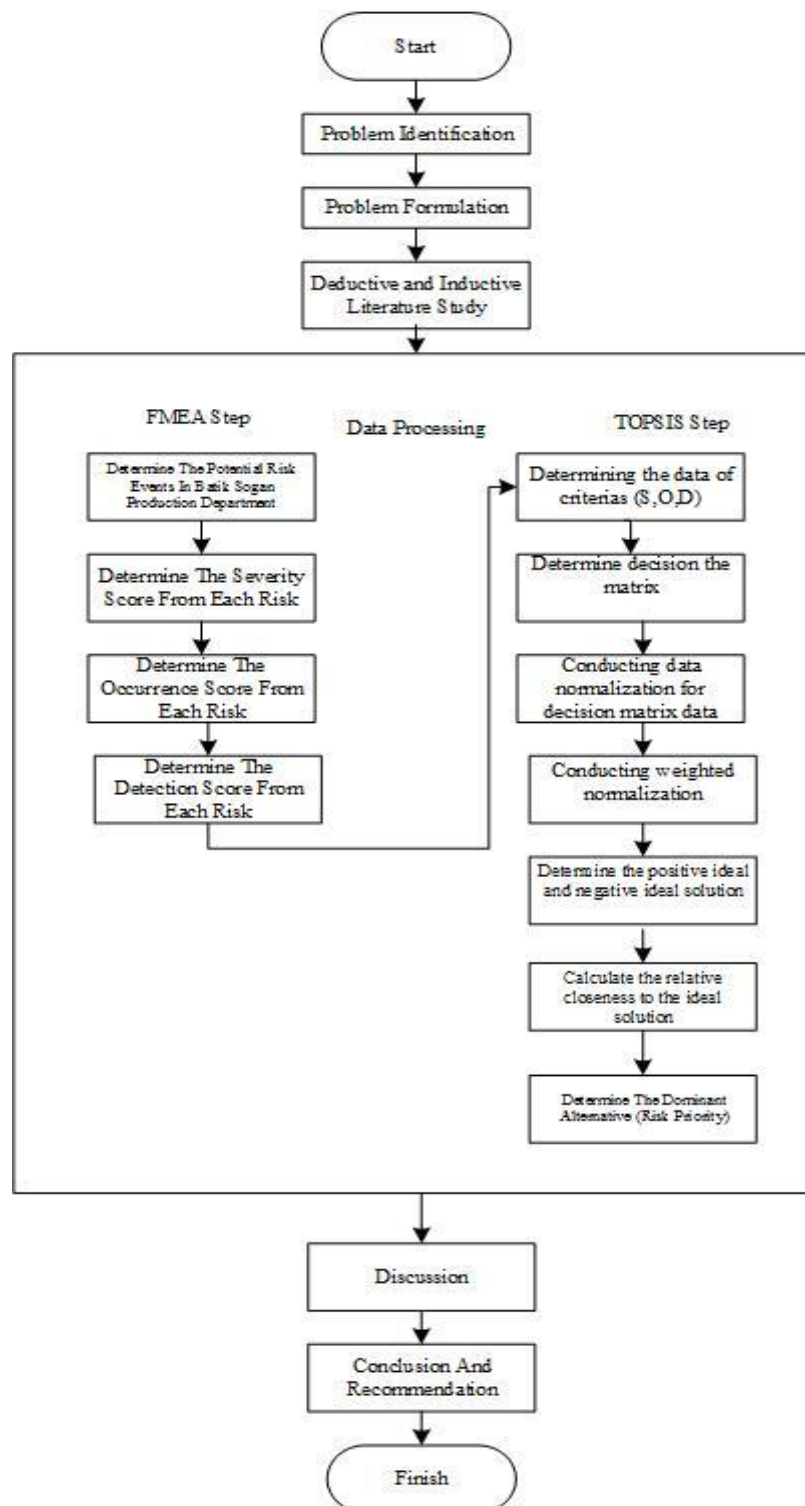 Start
Problem Identification
Problem Formulation
Deductive and Inductive
Literature Study
FMEA Step
Data Processing
TOPSIS Step
Determine The Potential Risk
Events In Batik Sogan
Production Department
Determine The Severity
Score From Each Risk
Determine The
Occurrence Score From
Each Risk
Determine The
Detection Score From
Each Risk
Determining the data of
criterias (S,O,D)
Determine decision the
matrix
Conducting data
normalization for
decision matrix data
Conducting weighted
normalization
Determine the positive ideal
and negative ideal solution
Calculate the relative
closeness to the ideal
solution
Determine The Dominant
Alternative (Risk Priority)
Discussion
Conclusion And
Recommendation
Finish